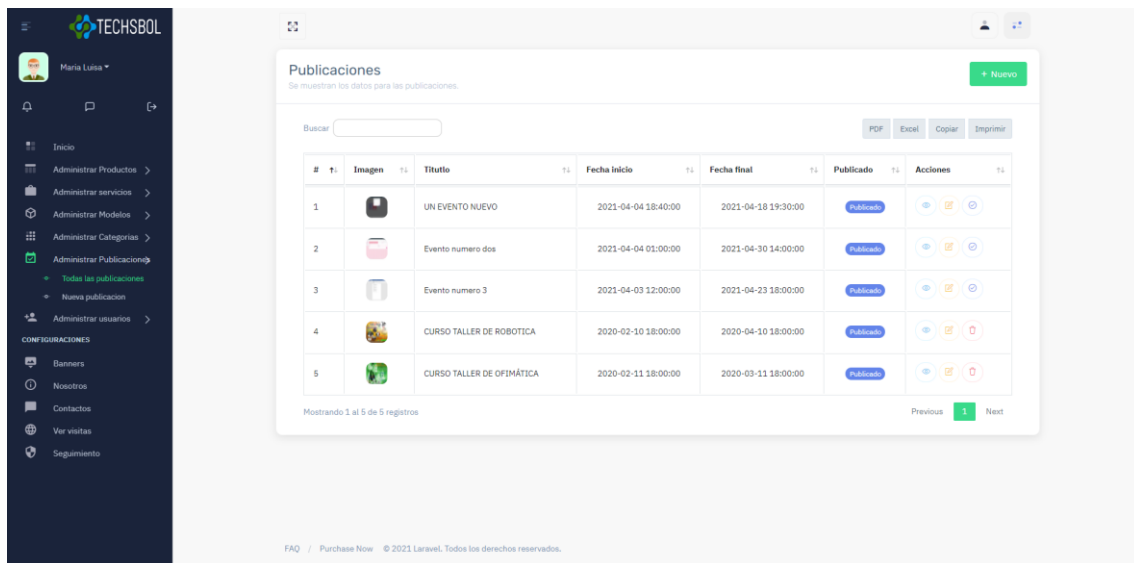 TECHSBOL
Maria Luisa
Inicio
Administrar Productos
Administrar servicios
Administrar Modelos
Administrar Categorias
Administrar Publicaciones
Todas las publicaciones
Nueva publicacion
Administrar usuarios
CONFIGURACIONES
Banners
Nosotros
Contactos
Ver visitas
Seguimiento
Publicaciones
Se muestran los datos para las publicaciones.
+ Nuevo
Buscar
PDF Excel Copiar Imprimir
# Imagen Titutlo Fecha inicio Fecha final Publicado Acciones
1 UN EVENTO NUEVO 2021-04-04 18:40:00 2021-04-18 19:30:00 Publicado
2 Evento numero dos 2021-04-04 01:00:00 2021-04-30 14:00:00 Publicado
3 Evento numero 3 2021-04-03 12:00:00 2021-04-23 18:00:00 Publicado
4 CURSO TALLER DE ROBOTICA 2020-02-10 18:00:00 2020-04-10 18:00:00 Publicado
5 CURSO TALLER DE OFIMÁTICA 2020-02-11 18:00:00 2020-03-11 18:00:00 Publicado
Mostrando 1 al 5 de 5 registros
Previous 1 Next
FAQ / Purchase Now © 2021 Laravel. Todos los derechos reservados.